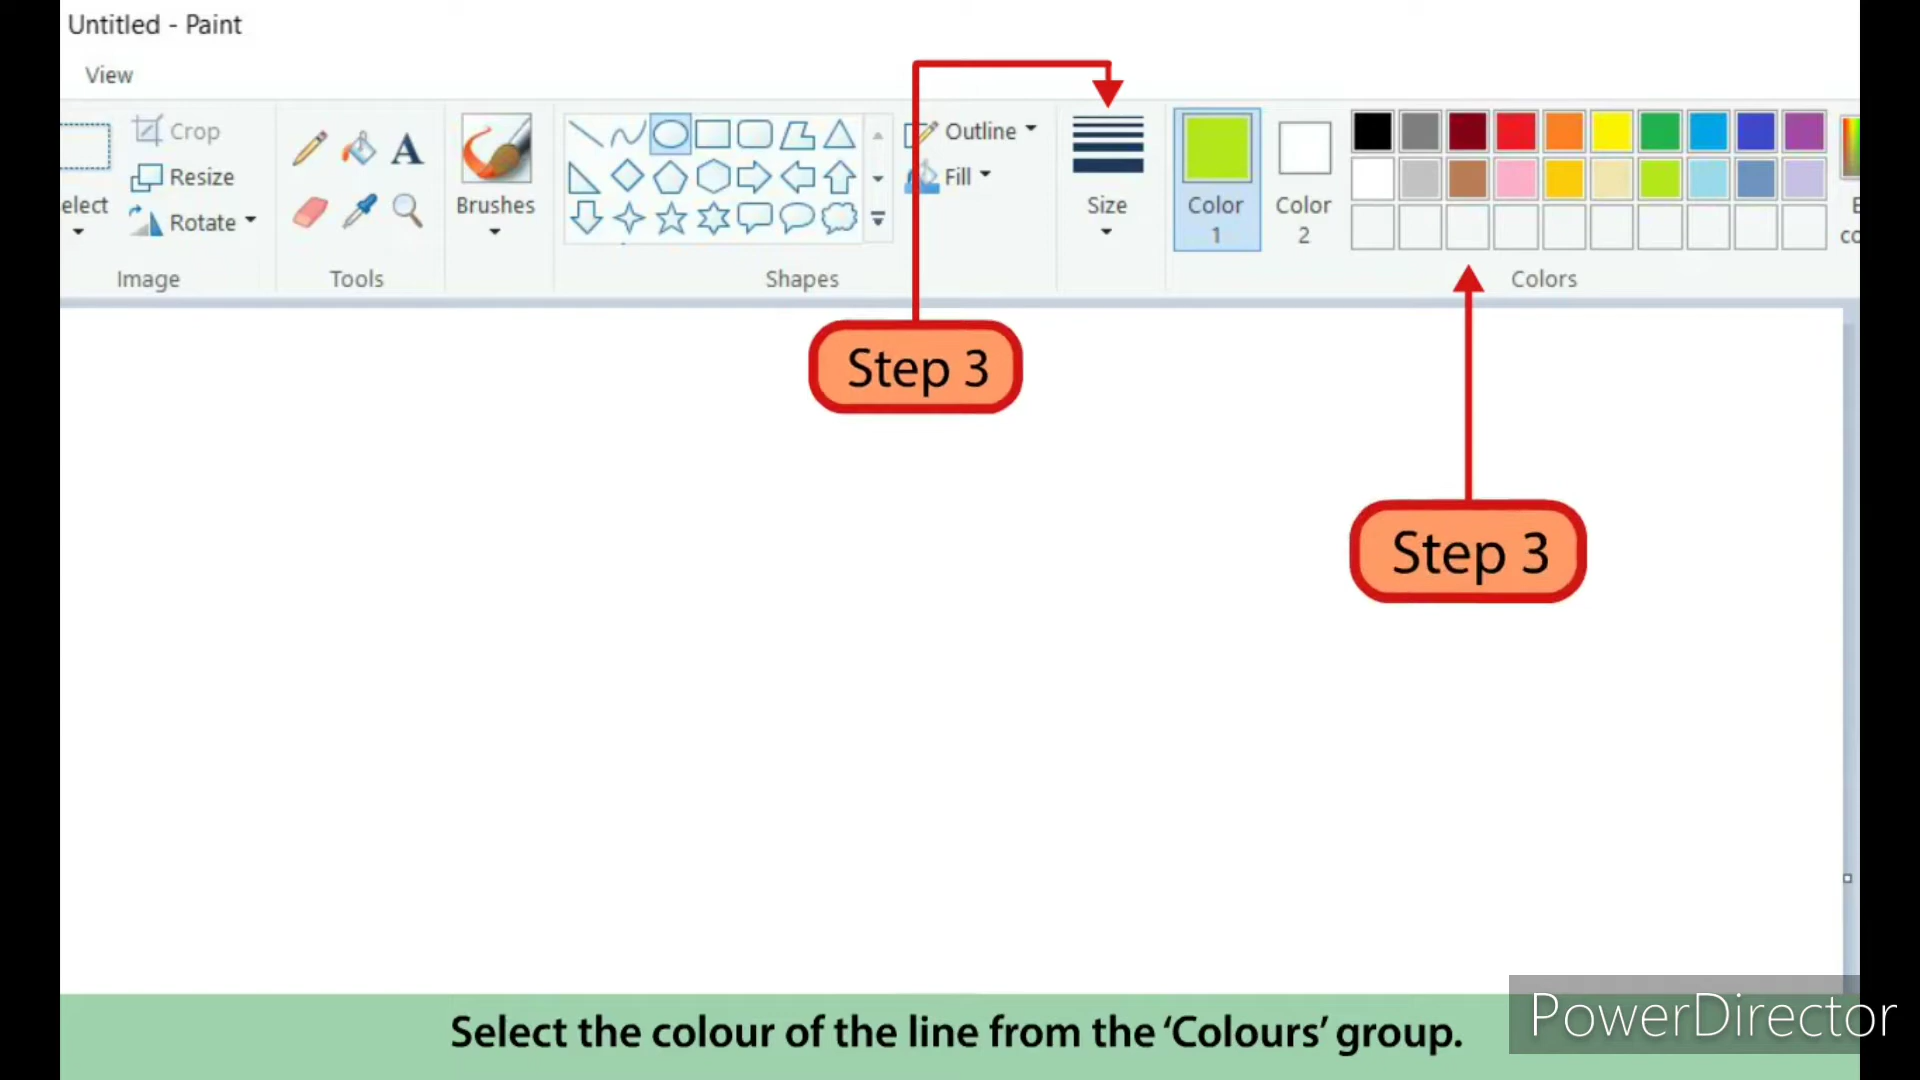 Untitled - Paint
View
Crop
Resize
Rotate
elect
Image
A
Tools
Brushes
Shapes
Outline
Fill
Size
Color
1
Color
2
Colors
E
co
Step 3
Step 3
Select the colour of the line from the ‘Colours’ group.
PowerDirector